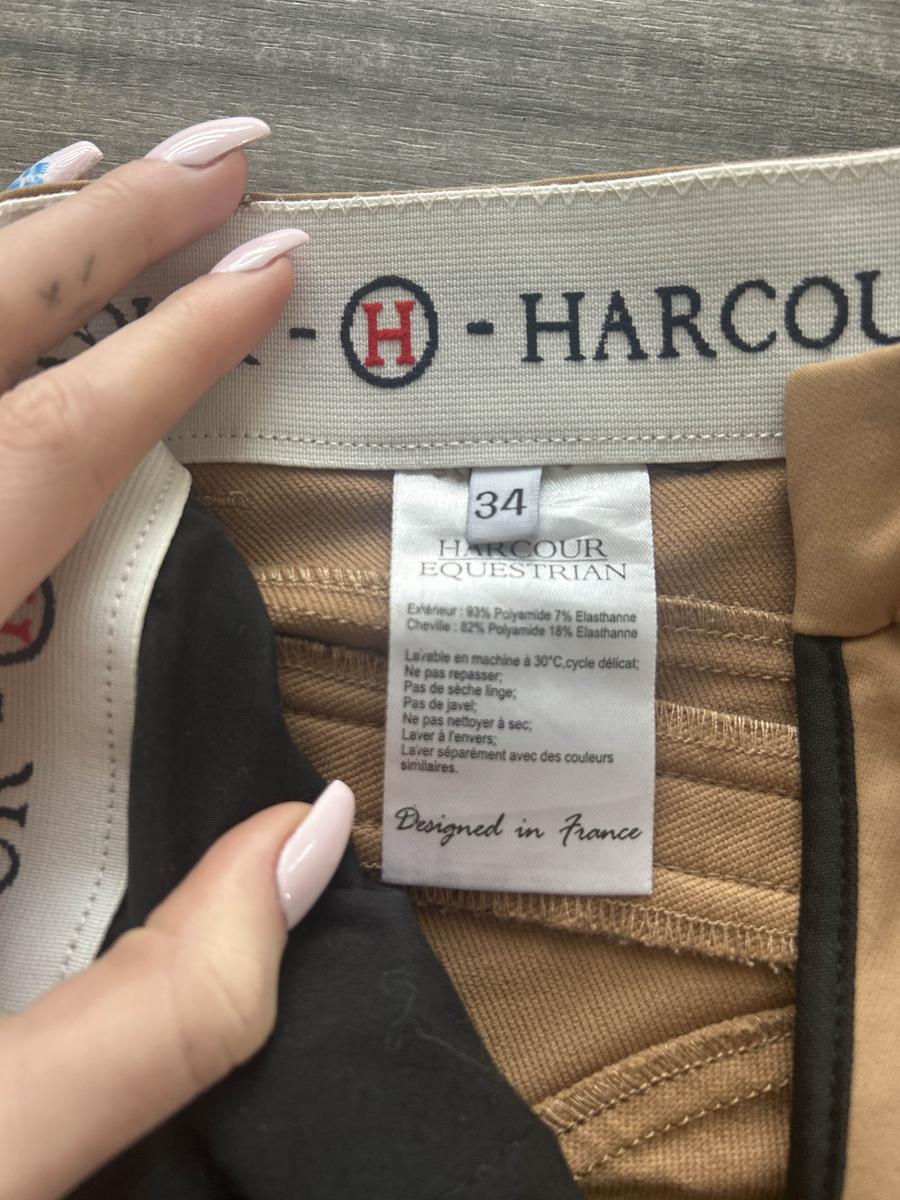 - H - HARCOU
34
HARCOUR
EQUESTRIAN
Extérieur : 93% Polyamide 7% Elasthanne
Cheville : 82% Polyamide 18% Elasthanne
Lavable en machine à 30°C,cycle délicat;
Ne pas repasser;
Pas de sèche linge;
Pas de javel;
Ne pas nettoyer à sec;
Laver à l'envers;
Laver séparément avec des couleurs
similaires.
Designed in France